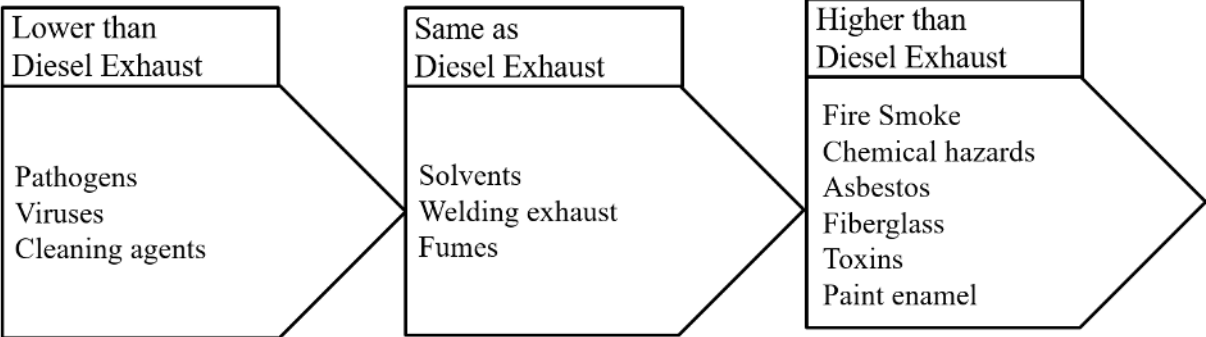 Lower than
Diesel Exhaust
Pathogens
Viruses
Cleaning agents
Same as
Diesel Exhaust
Solvents
Welding exhaust
Fumes
Higher than
Diesel Exhaust
Fire Smoke
Chemical hazards
Asbestos
Fiberglass
Toxins
Paint enamel